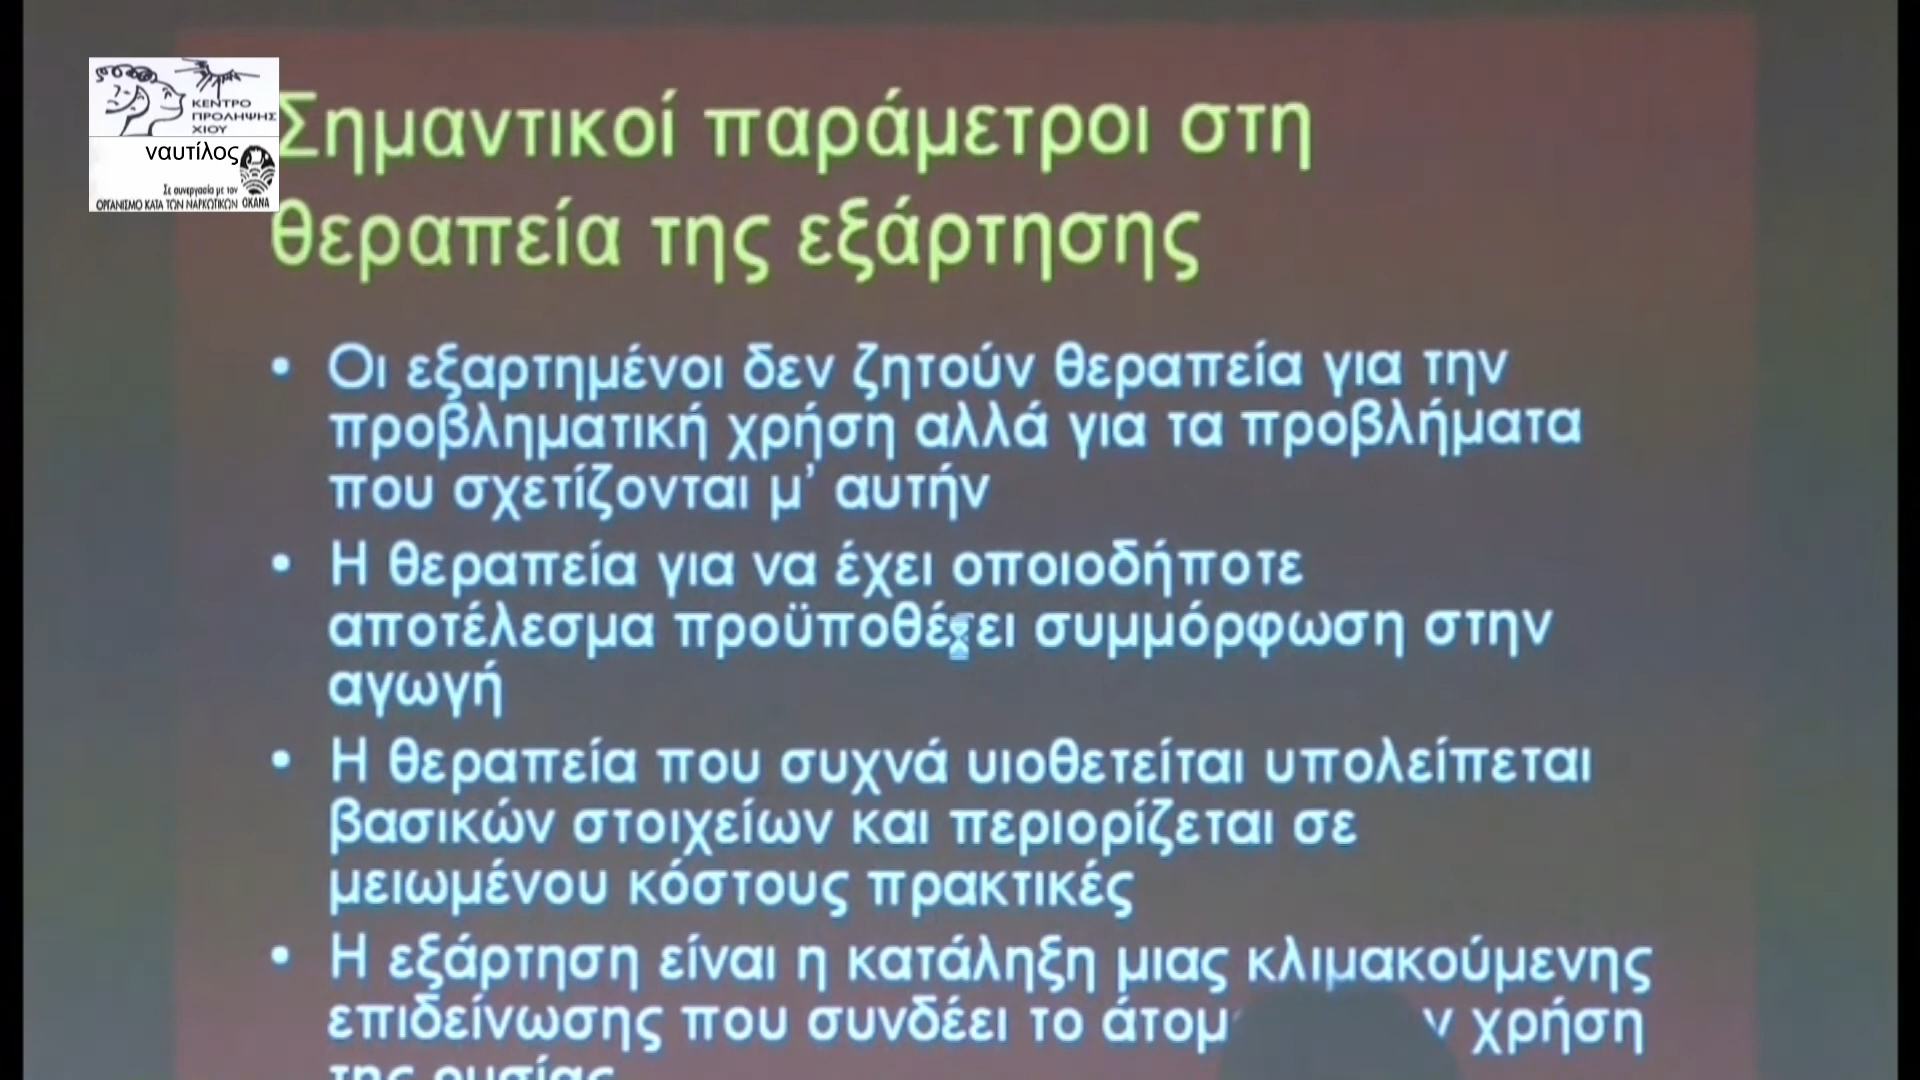 ΚΕΝΤΡΟ
ΠΡΟΛΗΨΗΣ
ΧΙΟΥ
ναυτίλος
Σε συνεργασία με τον
ΟΡΓΑΝΙΣΜΟ ΚΑΤΑ ΤΩΝ ΝΑΡΚΩΤΙΚΩΝ ΟΚΑΝΑ
Σημαντικοί παράμετροι στη
θεραπεία της εξάρτησης
• Οι εξαρτημένοι δεν ζητούν θεραπεία για την
προβληματική χρήση αλλά για τα προβλήματα
που σχετίζονται μ’ αυτήν
• Η θεραπεία για να έχει οποιοδήποτε
αποτέλεσμα προϋποθέτει συμμόρφωση στην
αγωγή
• Η θεραπεία που συχνά υιοθετείται υπολείπεται
βασικών στοιχείων και περιορίζεται σε
μειωμένου κόστους πρακτικές
• Η εξάρτηση είναι η κατάληξη μιας κλιμακούμενης
επιδείνωσης που συνδέει το χρήση
της ουσίας